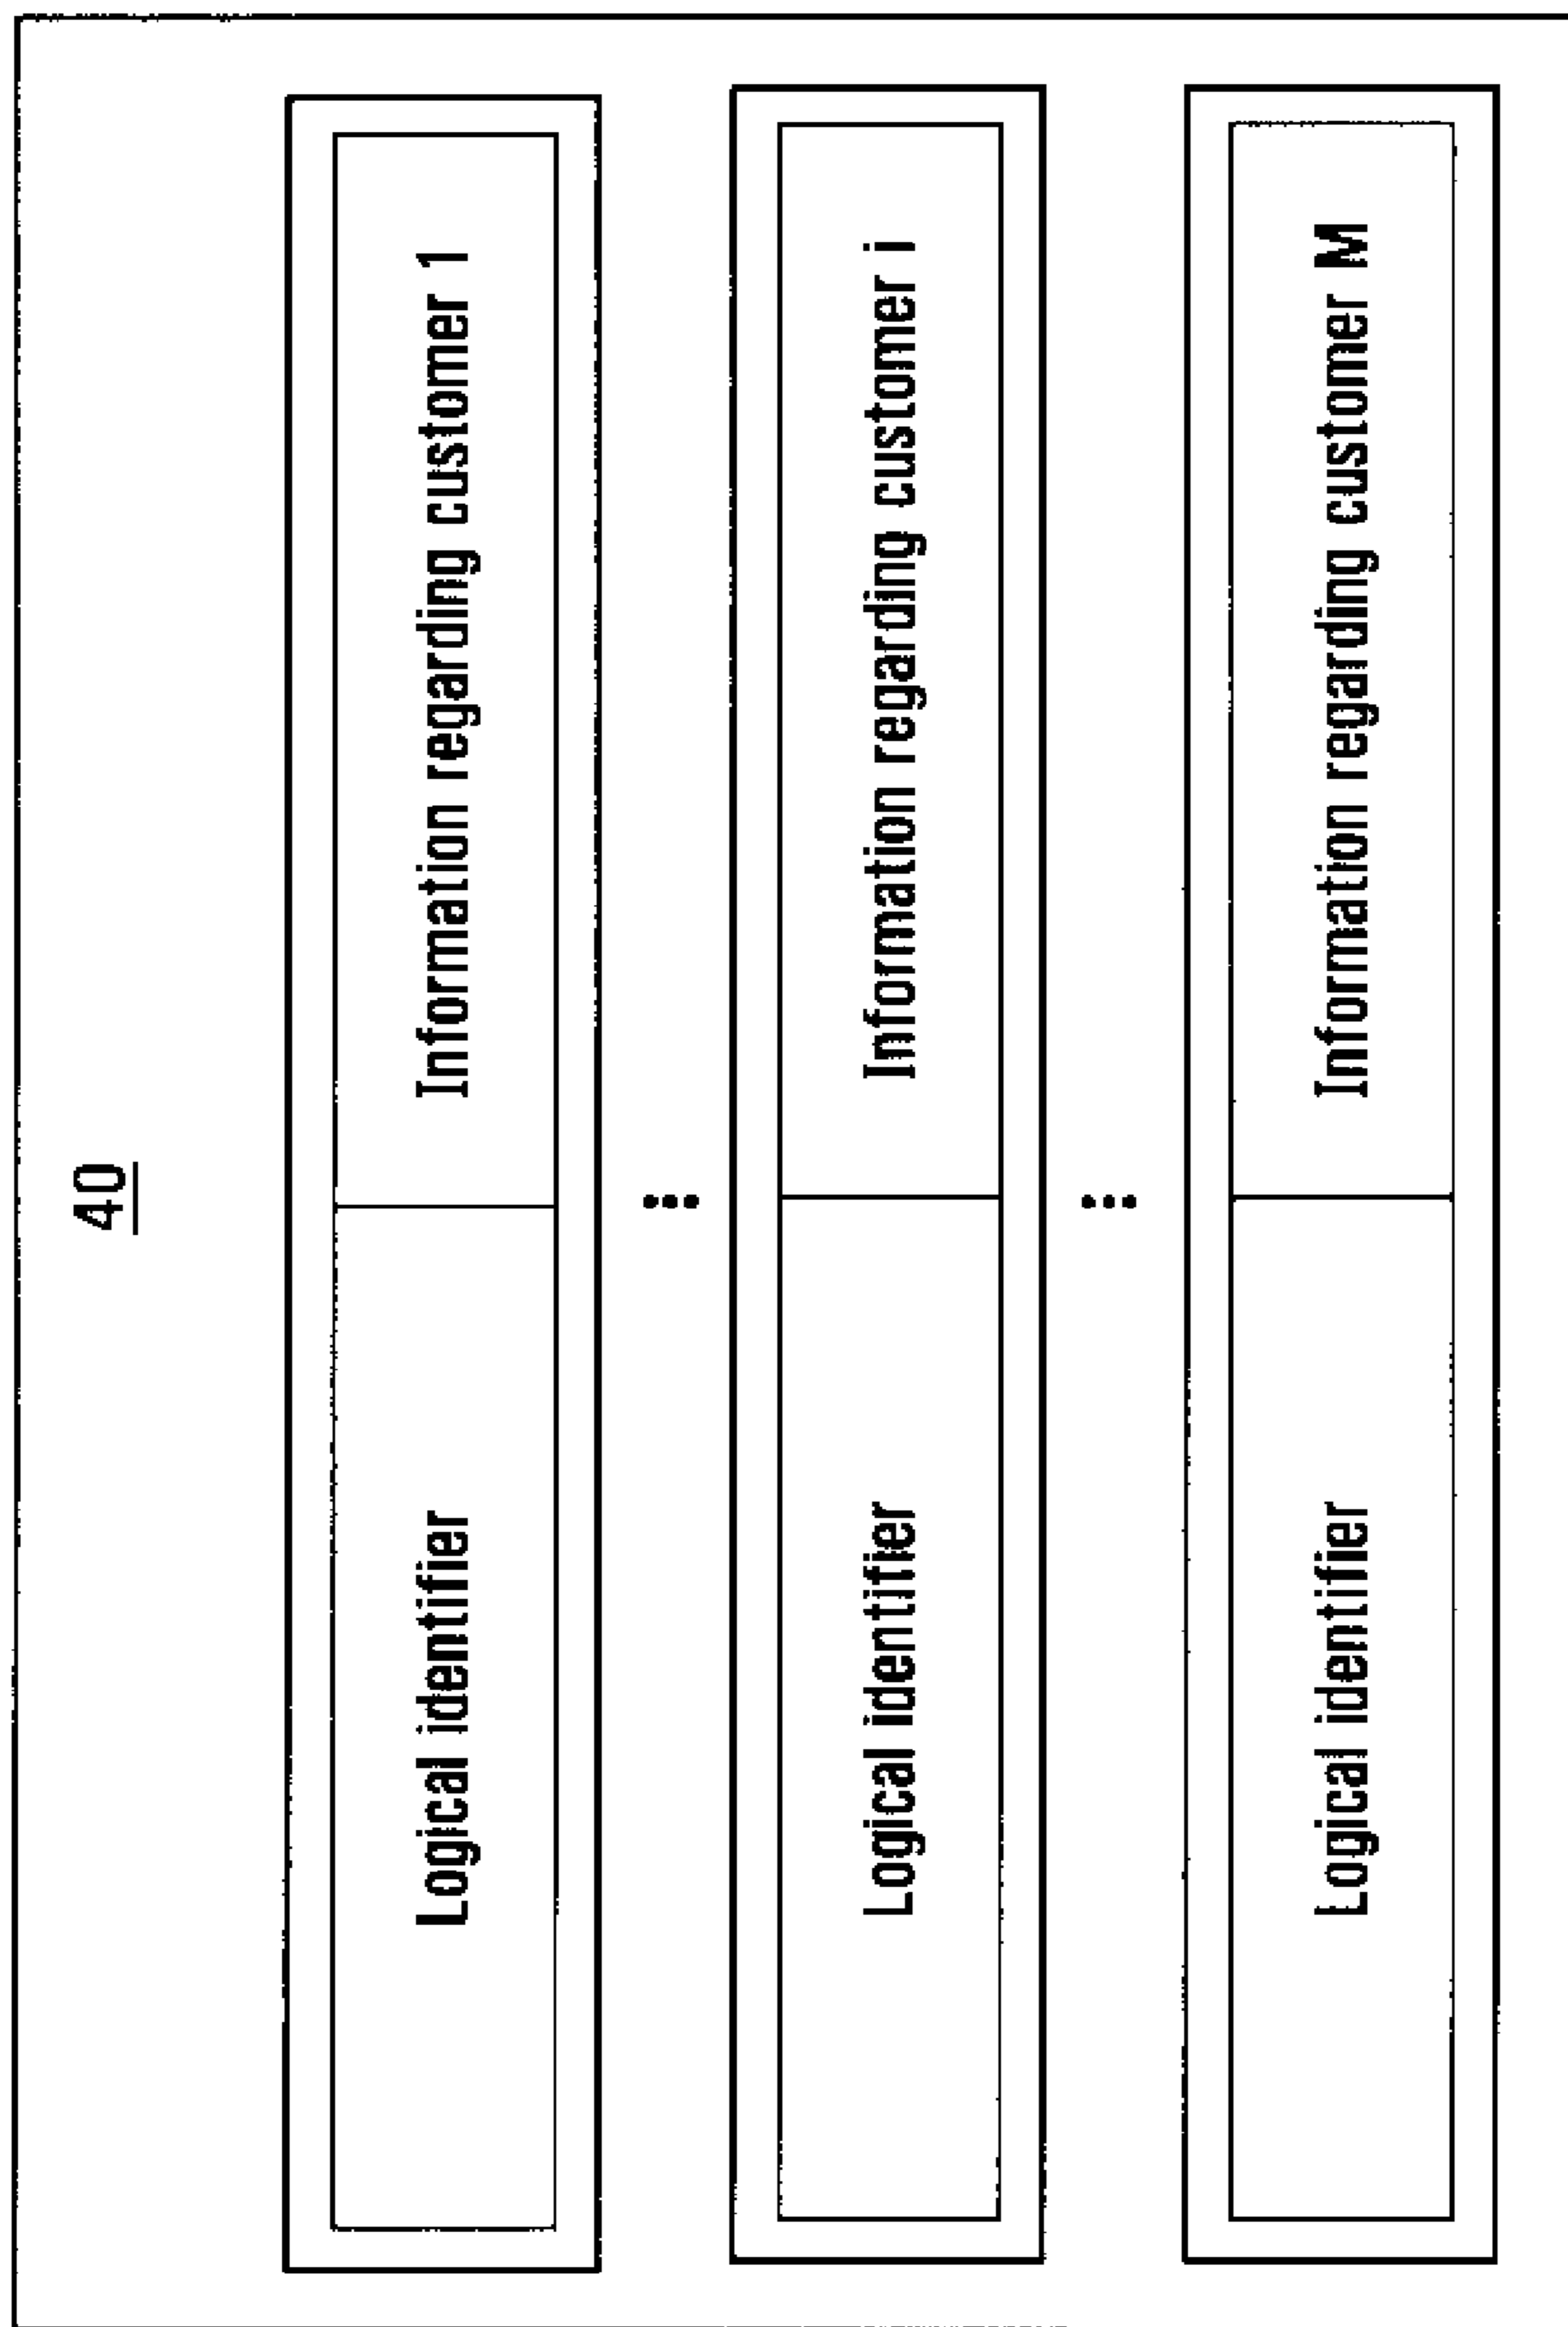 40
Logical identifier Information regarding customer 1
Logical identifier Information regarding customer i
Logical identifier Information regarding customer M